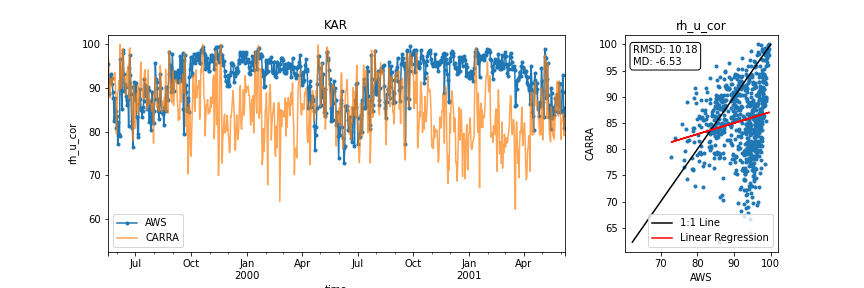 KAR
rh_u_cor
100
90
80
70
60
rh_u_cor
AWS
CARRA
Jul
Oct
Jan
2000
Apr
Jul
Oct
Jan
2001
Apr
time
rh_u_cor
RMSD: 10.18
MD: -6.53
100
95
90
85
80
75
70
65
CARRA
1:1 Line
Linear Regression
70
80
90
100
AWS